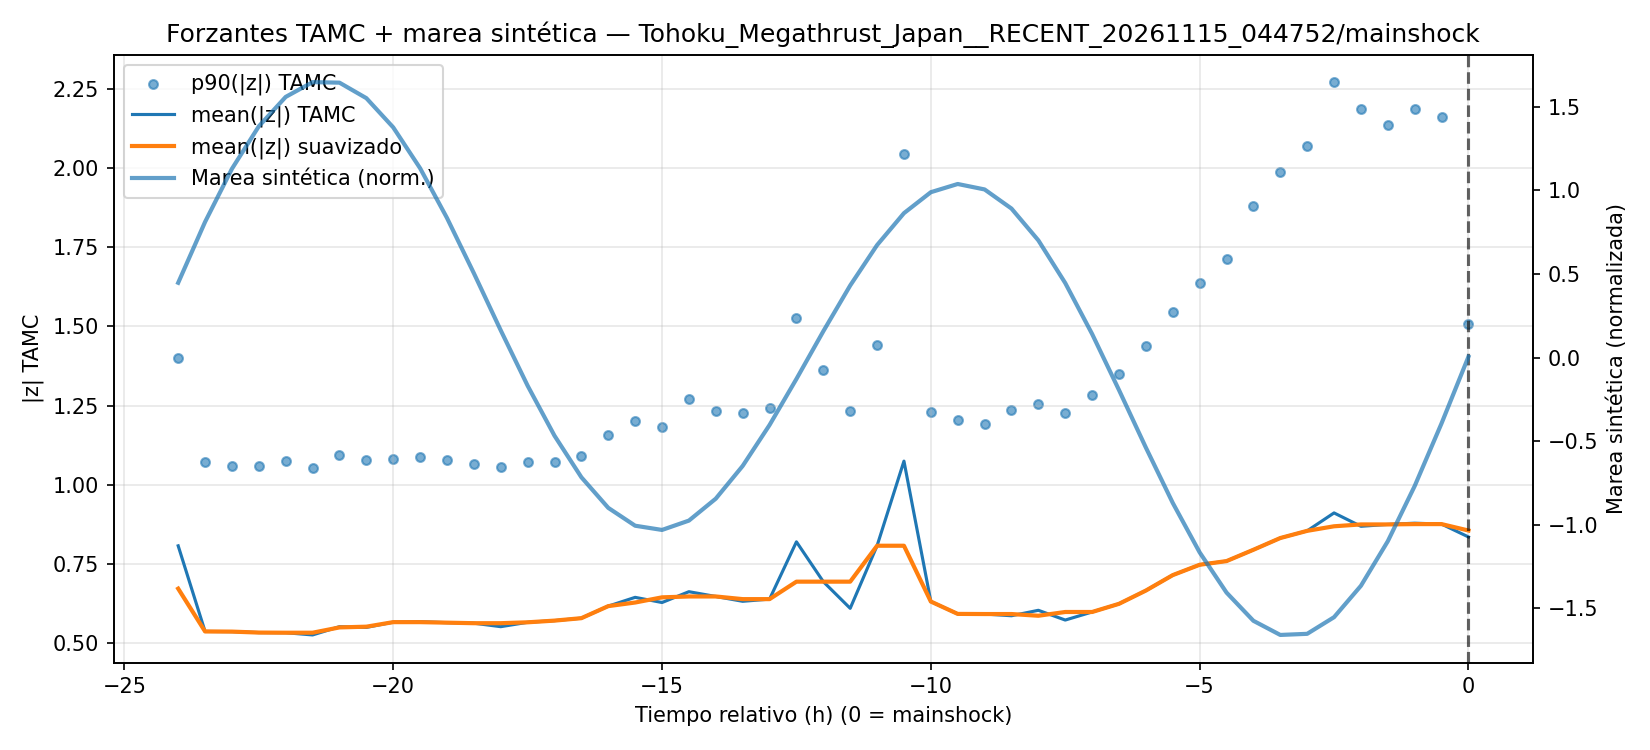 Forzantes TAMC + marea sintética — Tohoku_Megathrust_Japan__RECENT_20261115_044752/mainshock
p90(|z|) TAMC
mean(|z|) TAMC
mean(|z|) suavizado
Marea sintética (norm.)
|z| TAMC
2.25
2.00
1.75
1.50
1.25
1.00
0.75
0.50
Marea sintética (normalizada)
1.5
1.0
0.5
0.0
−0.5
−1.0
−1.5
−25
−20
−15
−10
−5
0
Tiempo relativo (h) (0 = mainshock)